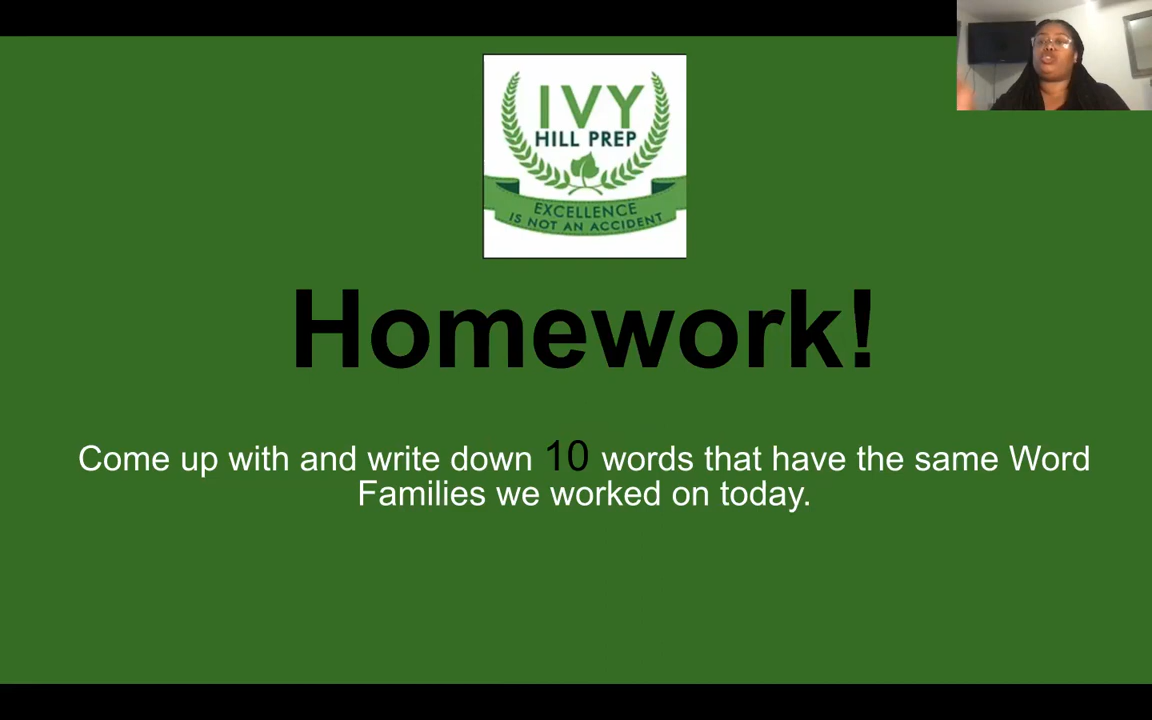 IVY
HILL PREP
EXCELLENCE
IS NOT AN ACCIDENT
Homework!
Come up with and write down 10 words that have the same Word
Families we worked on today.